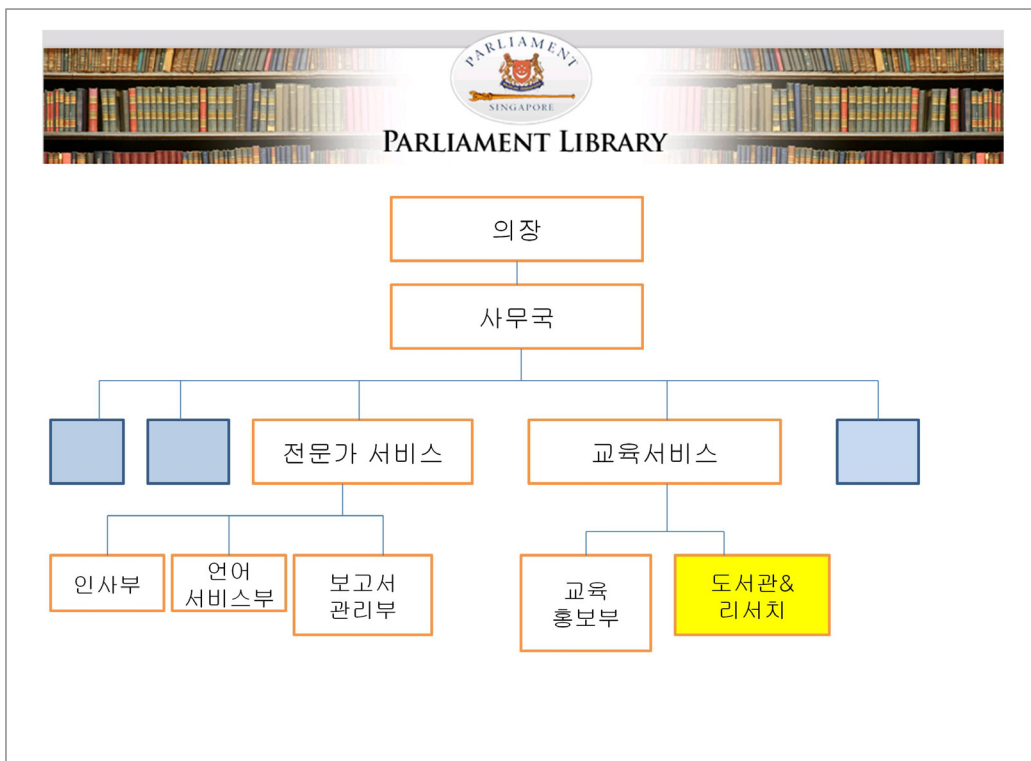 PARLIAMENT
SINGAPORE
PARLIAMENT LIBRARY
의장
사무국
전문가 서비스
교육서비스
인사부
언어
서비스부
보고서
관리부
교육
홍보부
도서관&
리서치